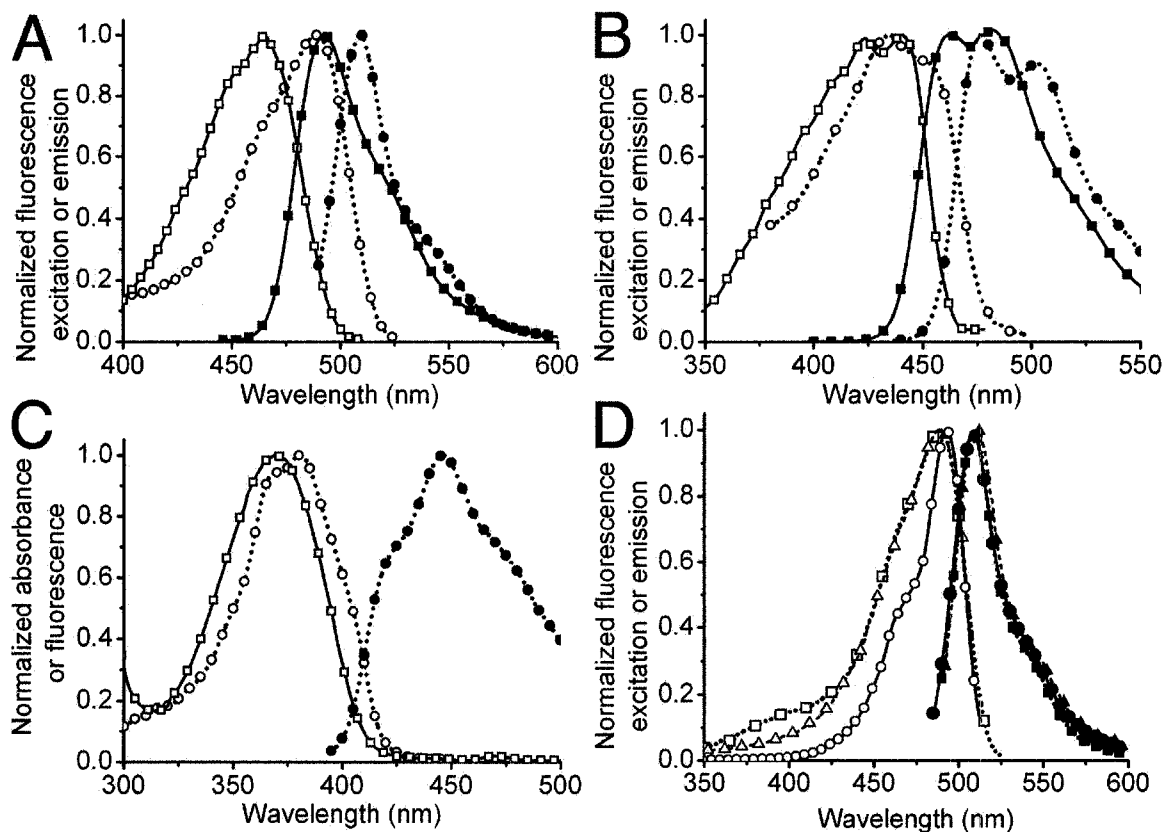 A
B
1.0
0.8
0.6
0.4
0.2
0.0
Normalized fluorescence
excitation or emission
400
450
500
550
600
Wavelength (nm)
1.0
0.8
0.6
0.4
0.2
0.0
Normalized fluorescence
excitation or emission
350
400
450
500
550
Wavelength (nm)
C
D
1.0
0.8
0.6
0.4
0.2
0.0
Normalized absorbance
or fluorescence
300
350
400
450
500
Wavelength (nm)
1.0
0.8
0.6
0.4
0.2
0.0
Normalized fluorescence
excitation or emission
350
400
450
500
550
600
Wavelength (nm)